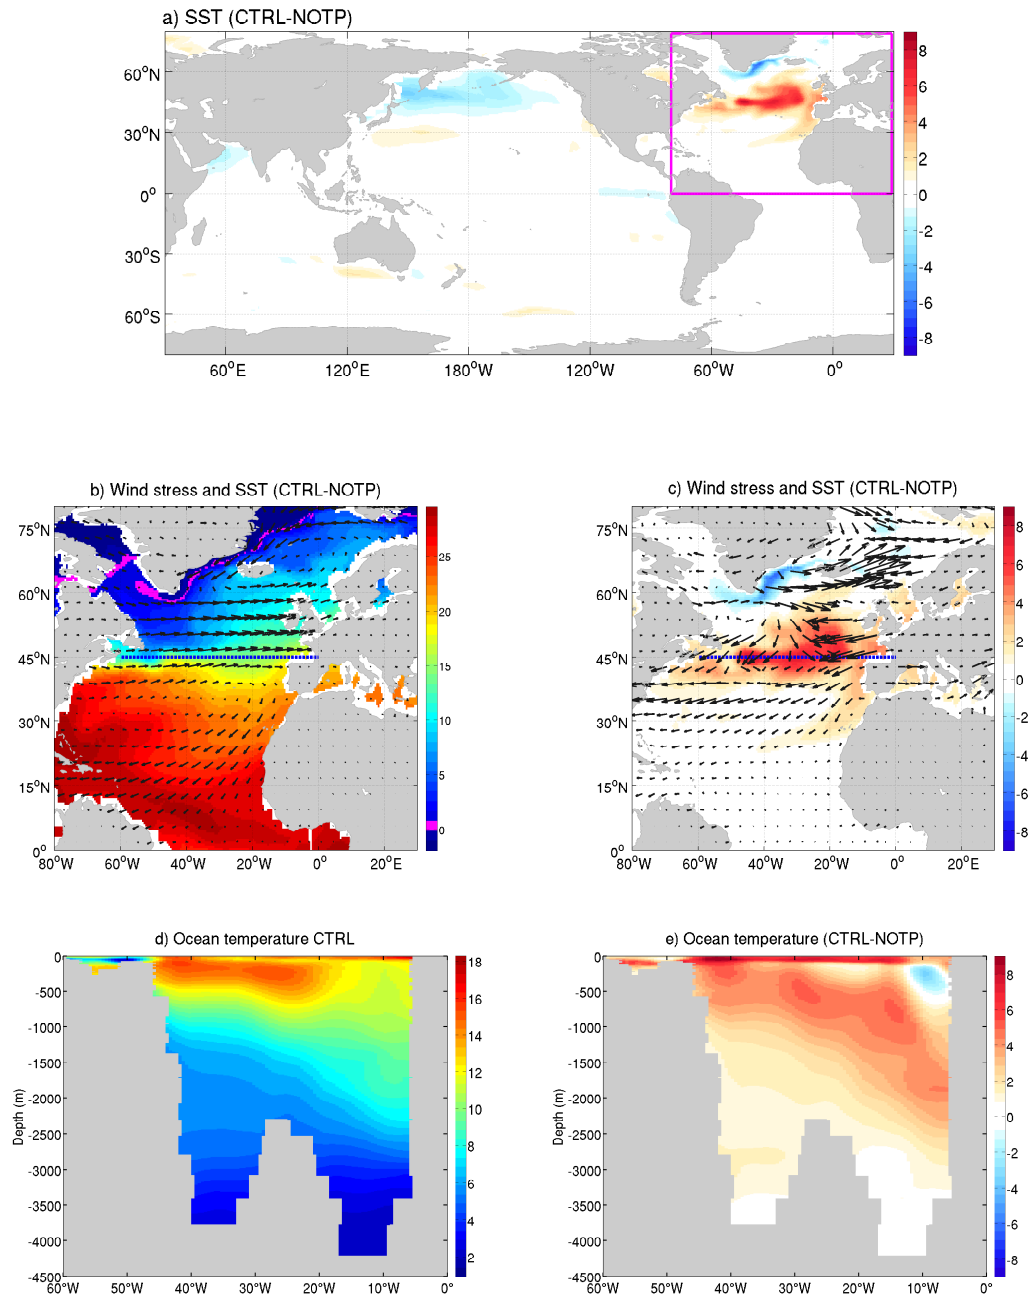 a) SST (CTRL-NOTP)
60°N
30°N
0°
30°S
60°S
60°E 120°E 180°W 120°W 60°W 0°
8
6
4
2
0
-2
-4
-6
-8
b) Wind stress and SST (CTRL-NOTP)
75°N
60°N
45°N
30°N
15°N
0°
80°W 60°W 40°W 20°W 0° 20°E
25
20
15
10
5
0
c) Wind stress and SST (CTRL-NOTP)
75°N
60°N
45°N
30°N
15°N
0°
80°W 60°W 40°W 20°W 0° 20°E
8
6
4
2
0
-2
-4
-6
-8
d) Ocean temperature CTRL
Depth (m)
0
-500
-1000
-1500
-2000
-2500
-3000
-3500
-4000
-4500
60°W 50°W 40°W 30°W 20°W 10°W 0°
18
16
14
12
10
8
6
4
2
e) Ocean temperature (CTRL-NOTP)
Depth (m)
0
-500
-1000
-1500
-2000
-2500
-3000
-3500
-4000
-4500
60°W 50°W 40°W 30°W 20°W 10°W 0°
8
6
4
2
0
-2
-4
-6
-8